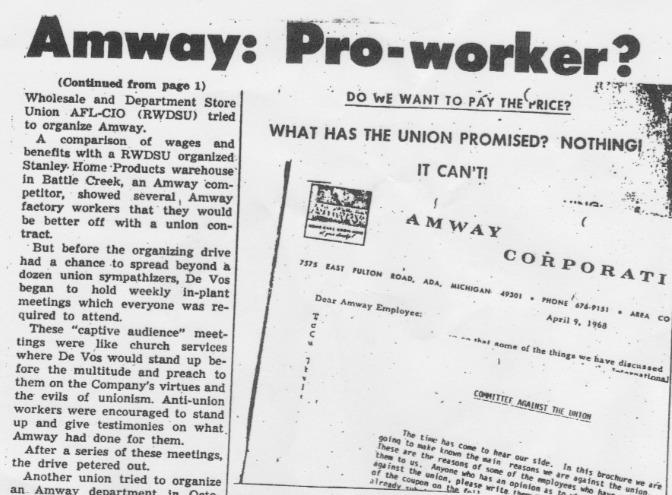 Amway: Pro-worker?
(Continued from page 1)
Wholesale and Department Store
Union AFL-CIO (RWDSU) tried
to organize Amway.
A comparison of wages and
benefits with a RWDSU organized
Stanley Home Products warehouse
in Battle Creek, an Amway com-
petitor, showed several Amway
factory workers that they would
be better off with a union con-
tract.
But before the organizing drive
had a chance to spread beyond a
dozen union sympathizers, De Vos
began to hold weekly in-plant
meetings which everyone was re-
quired to attend.
These "captive audience" meet-
tings were like church services
where De Vos would stand up be-
fore the multitude and preach to
them on the Company's virtues and
the evils of unionism. Anti-union
workers were encouraged to stand
up and give testimonies on what
Amway had done for them.
After a series of these meetings,
the drive petered out.
Another union tried to organize
an Amway department in
DO WE WANT TO PAY THE PRICE?
WHAT HAS THE UNION PROMISED? NOTHING!
IT CAN'T!
AMWAY
CORPORATI
7575 EAST FULTON ROAD, ADA, MICHIGAN 49301 • PHONE 676-9151 • AREA CO
April 9, 1968
Dear Amway Employee:
that some of the things we have discussed
International
COMMITTEE AGAINST THE UNION
The time has come to hear our side. In this brochure we are
going to make known the main reasons we are against the union.
These are the reasons of some of the employees who have
them to us. Anyone who has an opinion as to
against the union, please write
of the coupon on the
already